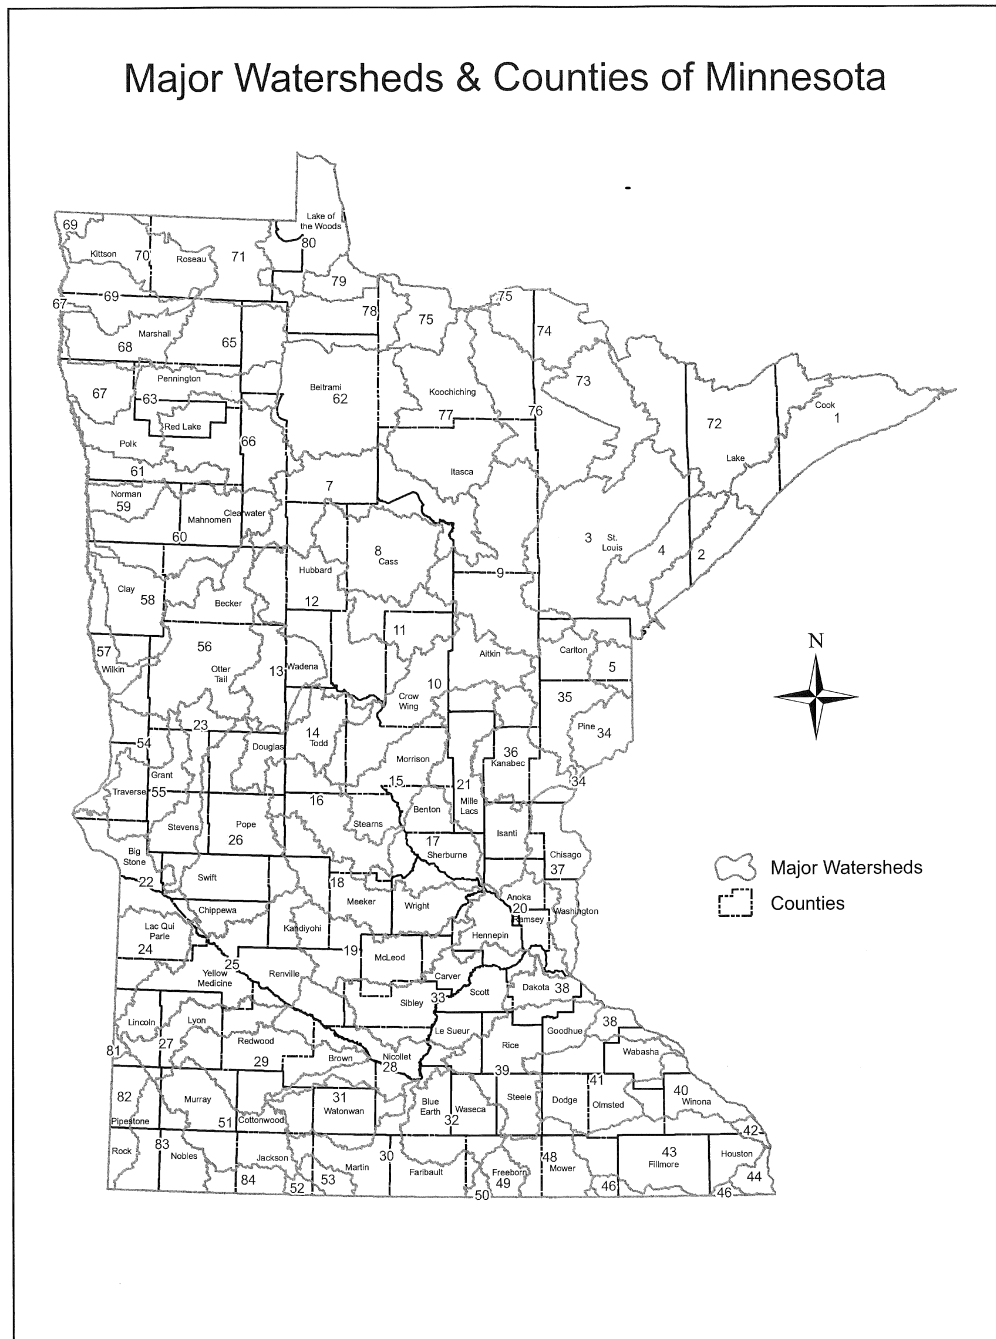 Major Watersheds & Counties of Minnesota
Lake of
the Woods
69
80
Kittson
70
Roseau
71
79
69
67
78
75
75
74
Marshall
68
65
Pennington
Beltrami
62
73
Koochiching
67
63
Red Lake
77
76
72
Cook
1
Polk
66
Lake
61
7
Itasca
Norman
59
Mahnomen
Clearwater
60
8
Cass
3
St.
Louis
4
2
Hubbard
9
Clay
58
Becker
12
11
N
57
Wilkin
56
Otter
Tail
13
Wadena
Aitkin
Carlton
5
10
Crow
Wing
35
Pine
34
23
14
Todd
54
Douglas
36
Kanabec
Morrison
Grant
15
21
34
Traverse
55
16
Mille
Lacs
Benton
Stevens
Pope
26
Stearns
Isanti
17
Sherburne
Big
Stone
Chisago
37
Major Watersheds
22
Swift
18
Meeker
Wright
Anoka
20
Ramsey
Washington
Counties
Chippewa
Lac Qui
Parle
24
Kandiyohi
Hennepin
19
McLeod
25
Yellow
Medicine
Renville
Carver
33
Scott
Dakota
38
Sibley
Lincoln
Lyon
Le Sueur
Goodhue
38
Redwood
Rice
81
27
29
Brown
Nicollet
28
Wabasha
39
41
82
Murray
31
Watonwan
Blue
Earth
Waseca
32
Steele
Dodge
Olmsted
40
Winona
Pipestone
51
Cottonwood
42
Rock
83
Nobles
Jackson
84
52
53
Martin
30
Faribault
Freeborn
49
50
48
Mower
46
43
Fillmore
Houston
44
46